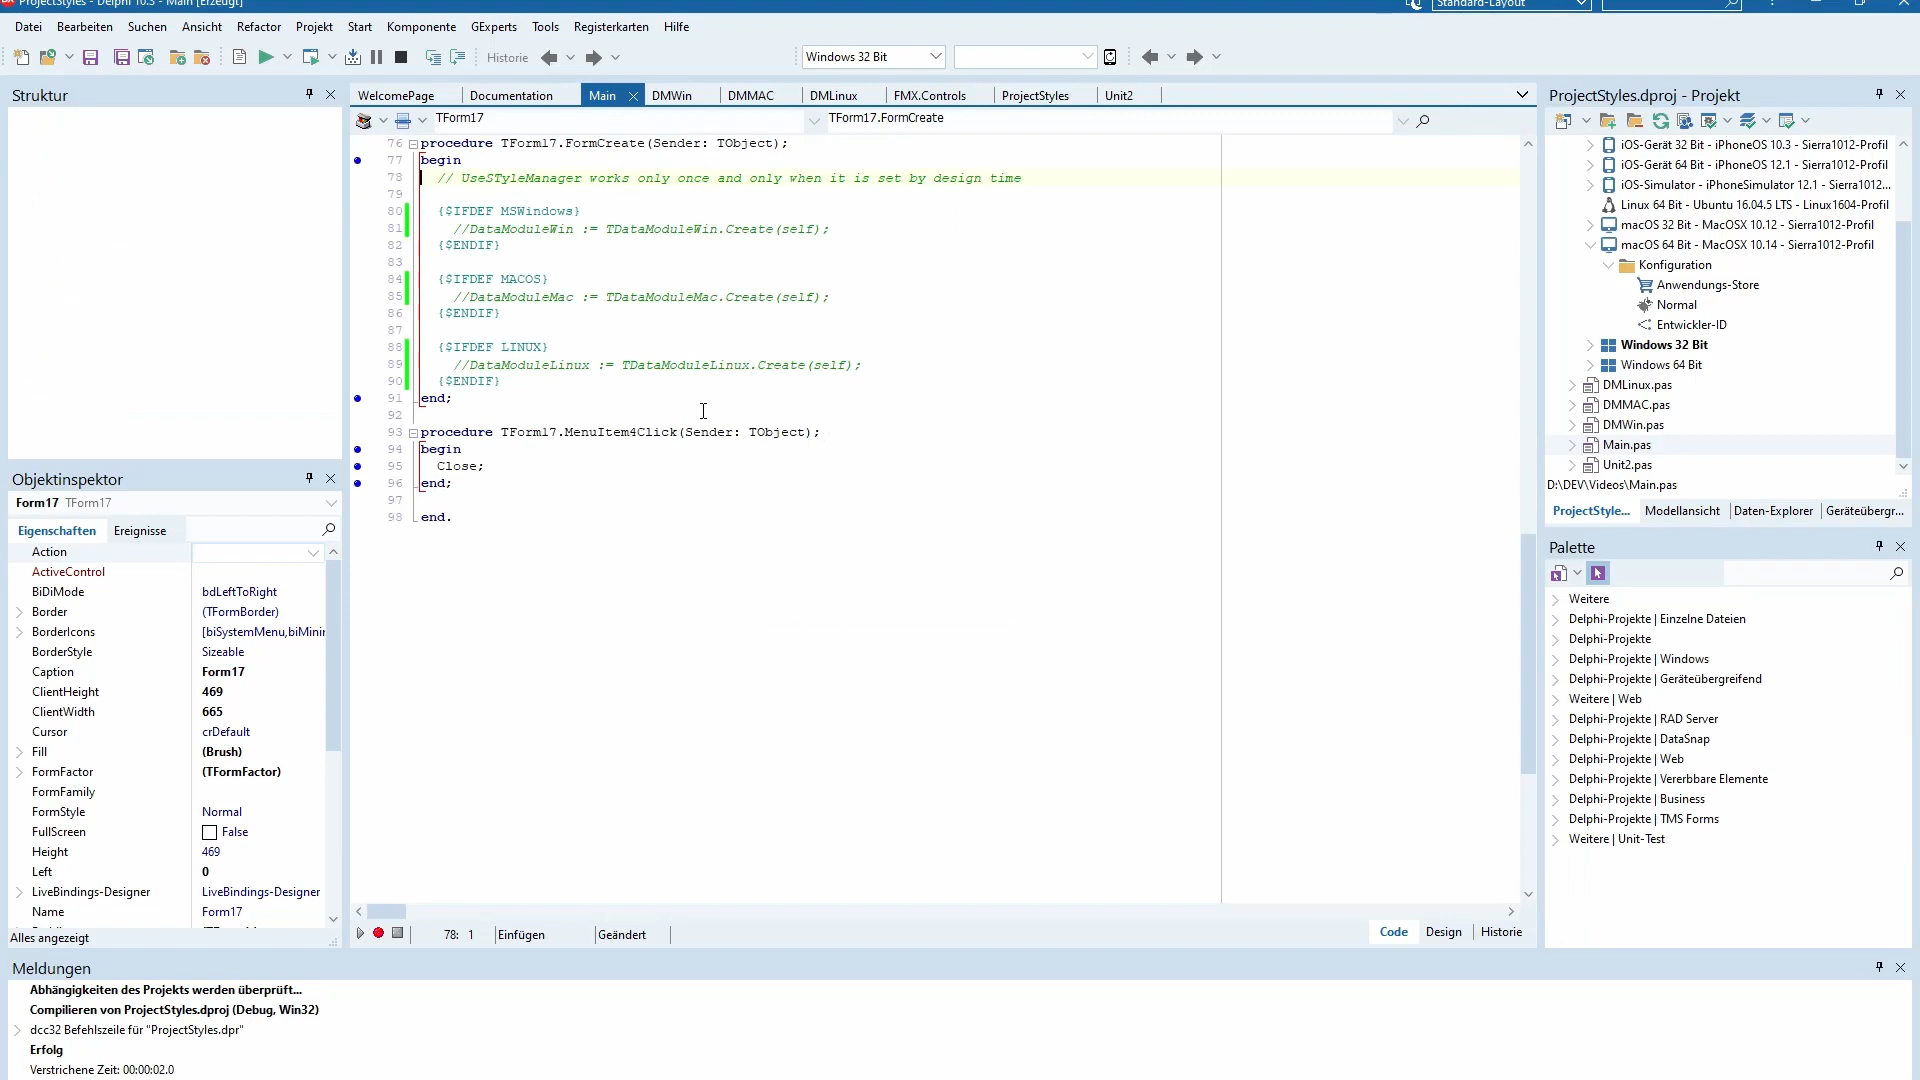 ProjectStyles - Delphi 10.3 - Main [Erzeugt]
Standard-Layout
Datei Bearbeiten Suchen Ansicht Refactor Projekt Start Komponente GExperts Tools Registerkarten Hilfe
Historie
Windows 32 Bit
Struktur
WelcomePage Documentation Main DMWin DMMAC DMLinux FMX.Controls ProjectStyles Unit2
TForm17
TForm17.FormCreate
76 procedure TForm17.FormCreate(Sender: TObject);
77 begin
78 // UseSTyleManager works only once and only when it is set by design time
79
80 {$IFDEF MSWindows}
81 //DataModuleWin := TDataModuleWin.Create(self);
82 {$ENDIF}
83
84 {$IFDEF MACOS}
85 //DataModuleMac := TDataModuleMac.Create(self);
86 {$ENDIF}
87
88 {$IFDEF LINUX}
89 //DataModuleLinux := TDataModuleLinux.Create(self);
90 {$ENDIF}
91 end;
92
93 procedure TForm17.MenuItem4Click(Sender: TObject);
94 begin
95 Close;
96 end;
97
98 end.
78: 1
Einfügen
Geändert
Code Design Historie
Objektinspektor
Form17 TForm17
Eigenschaften Ereignisse
Action
ActiveControl
BiDiMode bdLeftToRight
Border (TFormBorder)
BorderIcons [biSystemMenu,biMinir
BorderStyle Sizeable
Caption Form17
ClientHeight 469
ClientWidth 665
Cursor crDefault
Fill (Brush)
FormFactor (TFormFactor)
FormFamily
FormStyle Normal
FullScreen False
Height 469
Left 0
LiveBindings-Designer LiveBindings-Designer
Name Form17
Alles angezeigt
ProjectStyles.dproj - Projekt
iOS-Gerät 32 Bit - iPhoneOS 10.3 - Sierra1012-Profil
iOS-Gerät 64 Bit - iPhoneOS 12.1 - Sierra1012-Profil
iOS-Simulator - iPhoneSimulator 12.1 - Sierra1012...
Linux 64 Bit - Ubuntu 16.04.5 LTS - Linux1604-Profil
macOS 32 Bit - MacOSX 10.12 - Sierra1012-Profil
macOS 64 Bit - MacOSX 10.14 - Sierra1012-Profil
Konfiguration
Anwendungs-Store
Normal
Entwickler-ID
Windows 32 Bit
Windows 64 Bit
DMLinux.pas
DMMAC.pas
DMWin.pas
Main.pas
Unit2.pas
D:\DEV\Videos\Main.pas
ProjectStyle... Modellansicht Daten-Explorer Geräteübergr...
Palette
Weitere
Delphi-Projekte | Einzelne Dateien
Delphi-Projekte
Delphi-Projekte | Windows
Delphi-Projekte | Geräteübergreifend
Weitere | Web
Delphi-Projekte | RAD Server
Delphi-Projekte | DataSnap
Delphi-Projekte | Web
Delphi-Projekte | Vererbbare Elemente
Delphi-Projekte | Business
Delphi-Projekte | TMS Forms
Weitere | Unit-Test
Meldungen
Abhängigkeiten des Projekts werden überprüft...
Compilieren von ProjectStyles.dproj (Debug, Win32)
dcc32 Befehlszeile für "ProjectStyles.dpr"
Erfolg
Verstrichene Zeit: 00:00:02.0